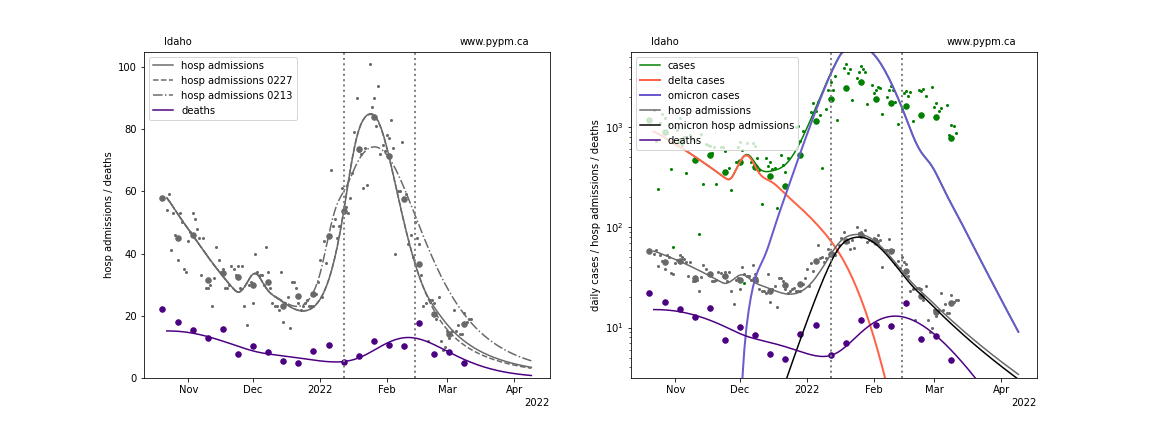 Idaho
www.pypm.ca
hosp admissions
hosp admissions 0227
hosp admissions 0213
deaths
hosp admissions / deaths
100
80
60
40
20
0
Nov
Dec
2022
Feb
Mar
Apr
2022
Idaho
www.pypm.ca
cases
delta cases
omicron cases
hosp admissions
omicron hosp admissions
deaths
daily cases / hosp admissions / deaths
10³
10²
10¹
Nov
Dec
2022
Feb
Mar
Apr
2022